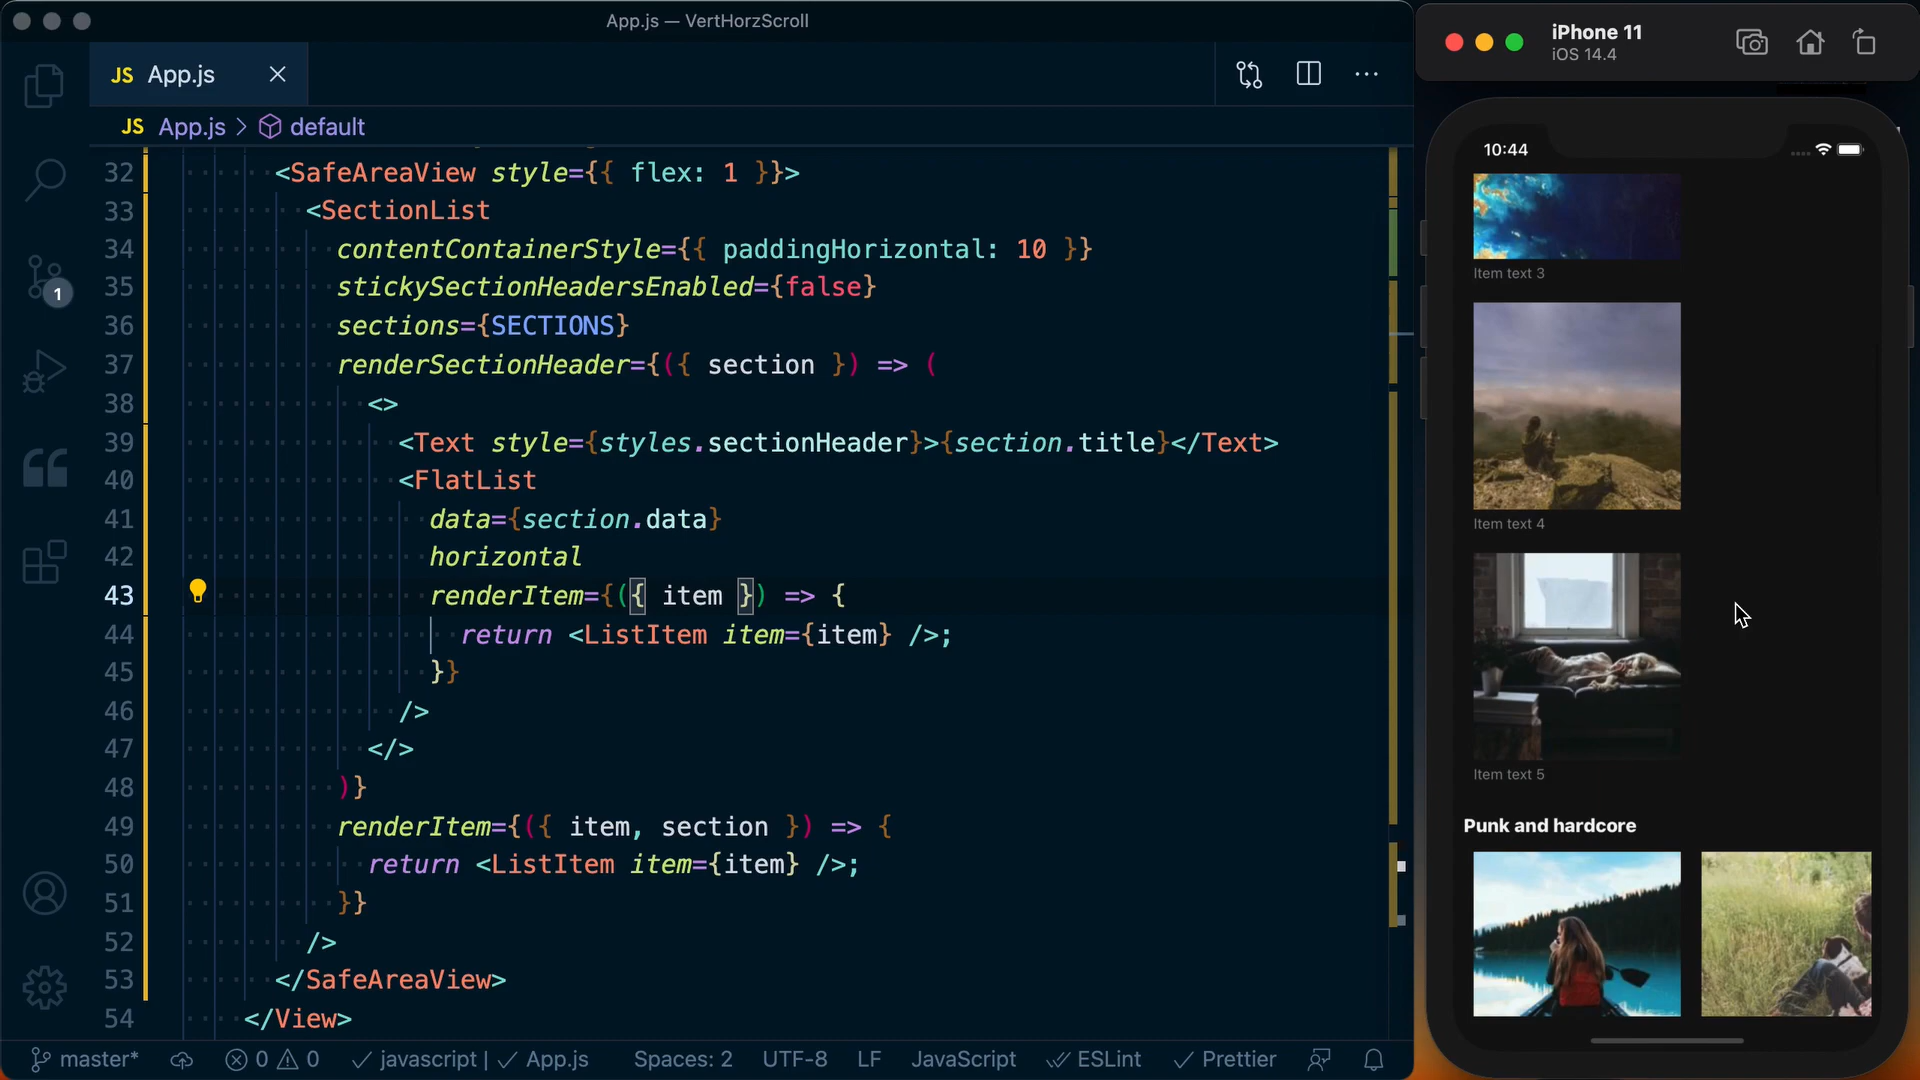 App.js — VertHorzScroll
JS App.js
JS App.js > default
32 <SafeAreaView style={{ flex: 1 }}>
33 <SectionList
34 contentContainerStyle={{ paddingHorizontal: 10 }}
35 stickySectionHeadersEnabled={false}
36 sections={SECTIONS}
37 renderSectionHeader={({ section }) => (
38 <>
39 <Text style={styles.sectionHeader}>{section.title}</Text>
40 <FlatList
41 data={section.data}
42 horizontal
43 renderItem={({ item }) => {
44 return <ListItem item={item} />;
45 }}
46 />
47 </>
48 )}
49 renderItem={({ item, section }) => {
50 return <ListItem item={item} />;
51 }}
52 />
53 </SafeAreaView>
54 </View>
1
master* 0 0 javascript | App.js Spaces: 2 UTF-8 LF JavaScript ESLint Prettier
iPhone 11
iOS 14.4
10:44
Item text 3
Item text 4
Item text 5
Punk and hardcore